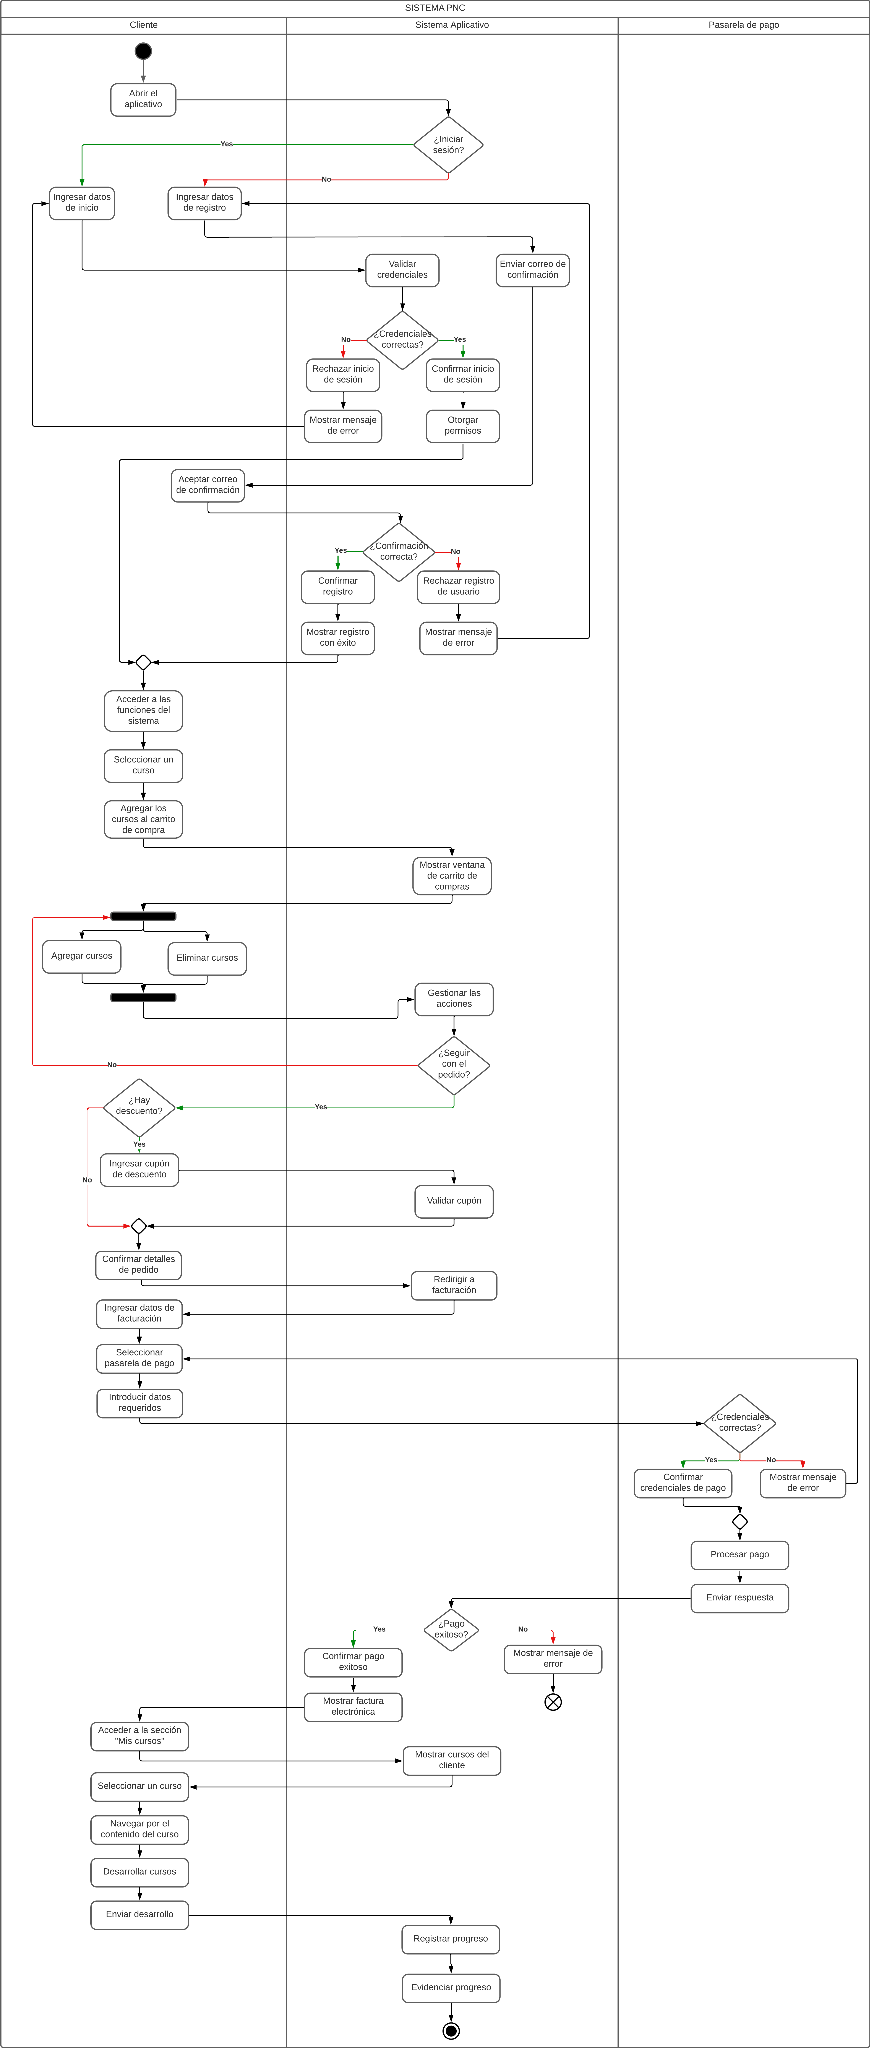 SISTEMA PNC
Cliente
Sistema Aplicativo
Pasarela de pago
Abrir el
aplicativo
¿Iniciar
sesión?
Yes
No
Ingresar datos
de inicio
Ingresar datos
de registro
Validar
credenciales
Enviar correo de
confirmación
¿Credenciales
correctas?
No
Yes
Rechazar inicio
de sesión
Confirmar inicio
de sesión
Mostrar mensaje
de error
Otorgar
permisos
Aceptar correo
de confirmación
¿Confirmación
correcta?
Yes
No
Confirmar
registro
Rechazar registro
de usuario
Mostrar registro
con éxito
Mostrar mensaje
de error
Acceder a las
funciones del
sistema
Seleccionar un
curso
Agregar los
cursos al carrito
de compra
Mostrar ventana
de carrito de
compras
Agregar cursos
Eliminar cursos
Gestionar las
acciones
¿Seguir
con el
pedido?
No
Yes
¿Hay
descuento?
Yes
No
Ingresar cupón
de descuento
Validar cupón
Confirmar detalles
de pedido
Redirigir a
facturación
Ingresar datos de
facturación
Seleccionar
pasarela de pago
Introducir datos
requeridos
¿Credenciales
correctas?
Yes
No
Confirmar
credenciales de pago
Mostrar mensaje
de error
Procesar pago
Enviar respuesta
¿Pago
exitoso?
Yes
No
Confirmar pago
exitoso
Mostrar mensaje de
error
Mostrar factura
electrónica
Acceder a la sección
"Mis cursos"
Mostrar cursos del
cliente
Seleccionar un curso
Navegar por el
contenido del curso
Desarrollar cursos
Enviar desarrollo
Registrar progreso
Evidenciar progreso